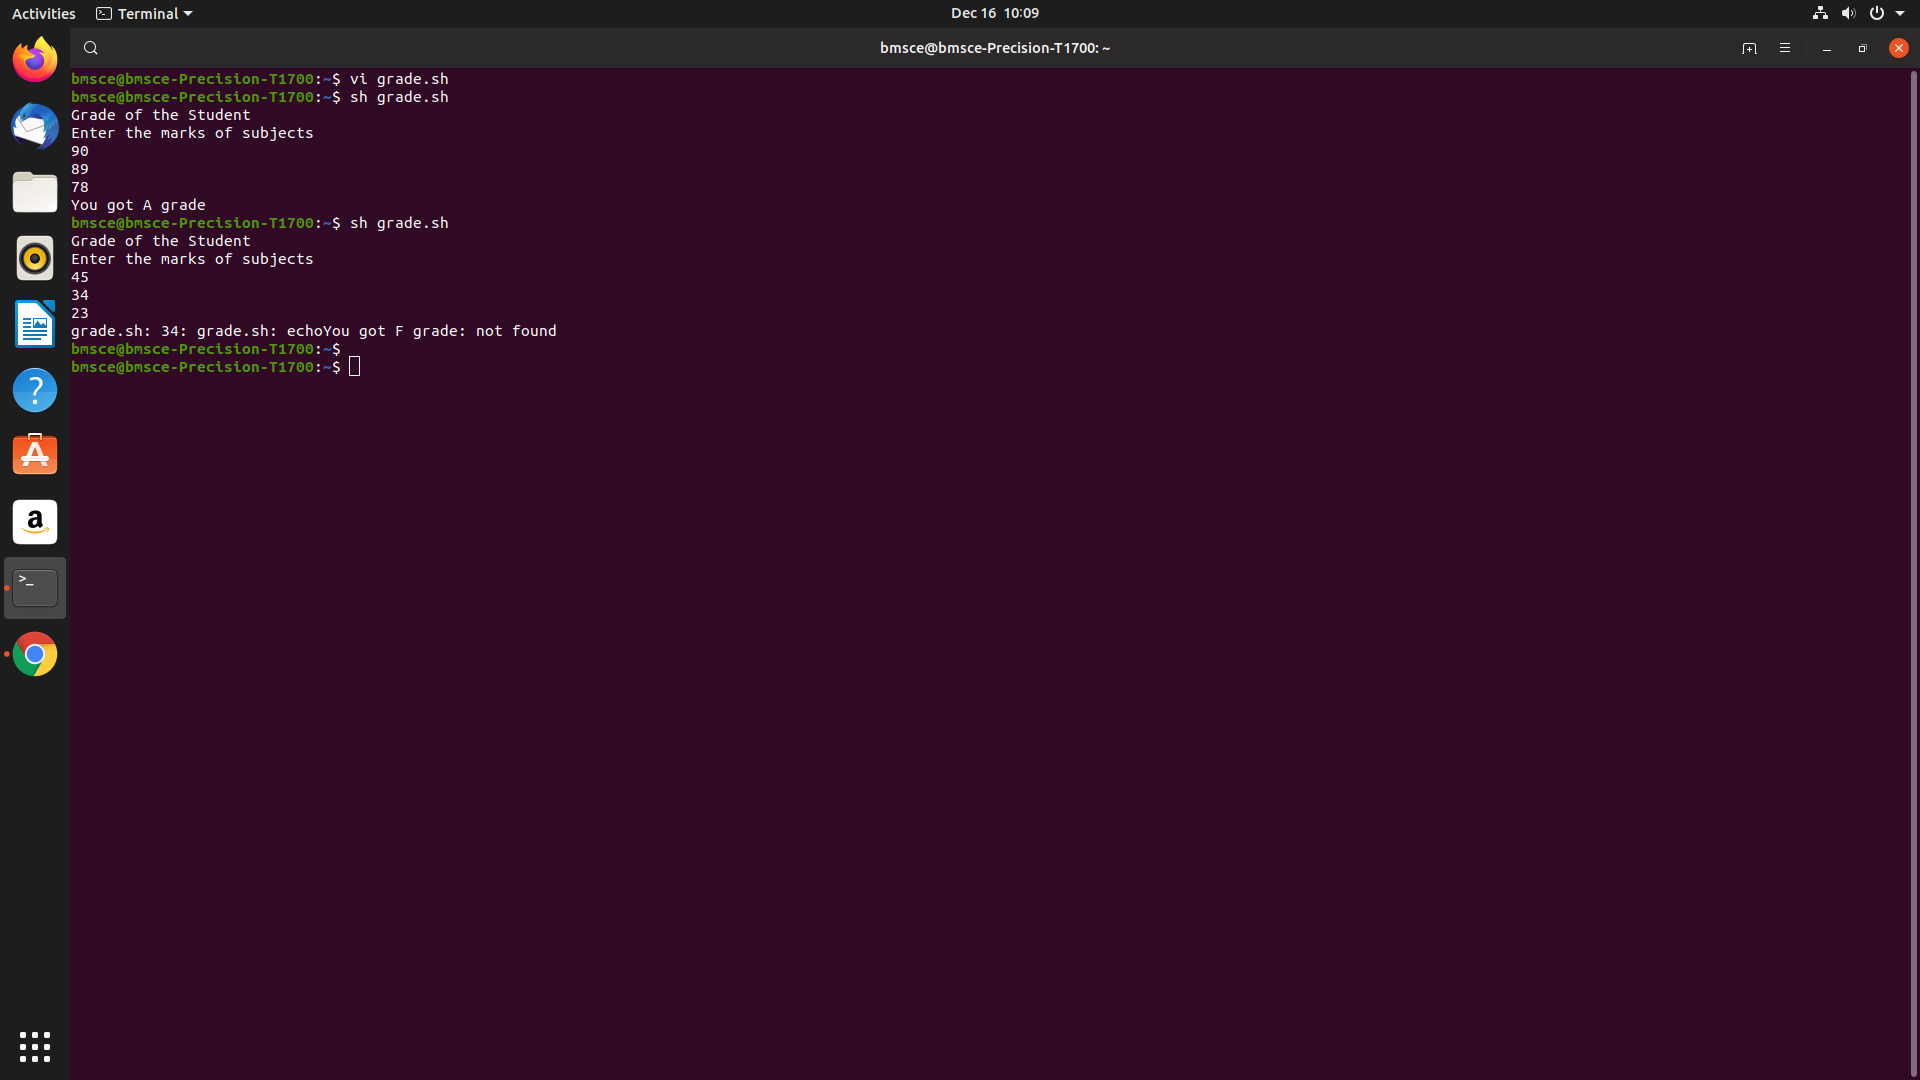 Activities Terminal Dec 16 10:09
bmsce@bmsce-Precision-T1700: ~
bmsce@bmsce-Precision-T1700:~$ vi grade.sh
bmsce@bmsce-Precision-T1700:~$ sh grade.sh
Grade of the Student
Enter the marks of subjects
90
89
78
You got A grade
bmsce@bmsce-Precision-T1700:~$ sh grade.sh
Grade of the Student
Enter the marks of subjects
45
34
23
grade.sh: 34: grade.sh: echoYou got F grade: not found
bmsce@bmsce-Precision-T1700:~$
bmsce@bmsce-Precision-T1700:~$